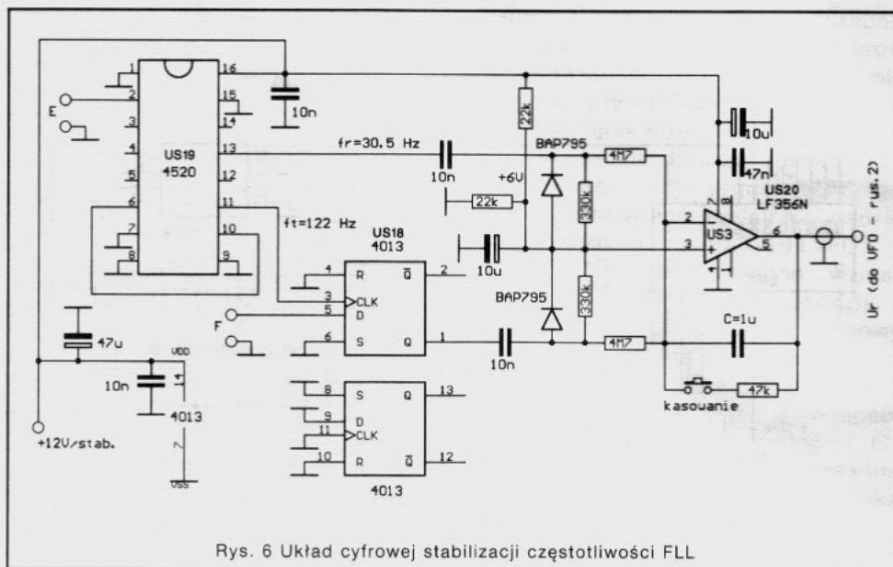 1
2
3
4
5
6
7
8
16
15
14
13
12
11
10
9
US19
4520
E
10n
fr=30.5 Hz
ft=122 Hz
10n
22k
+6V
22k
10u
BAP795
BAP795
330k
330k
4M7
4M7
10u
47n
US20
LF356N
US3
2
3
7
8
4
1
6
5
Ur (do VFO - rus.2)
C=1u
47k
kasowanie
US18
4013
4
R
Q
2
3
CLK
F
5
D
6
S
Q
1
10n
8
S
Q
13
9
D
11
CLK
10
R
Q
12
4013
47u
10n
VDD
14
4013
7
VSS
+12V/stab.
Rys. 6 Układ cyfrowej stabilizacji częstotliwości FLL